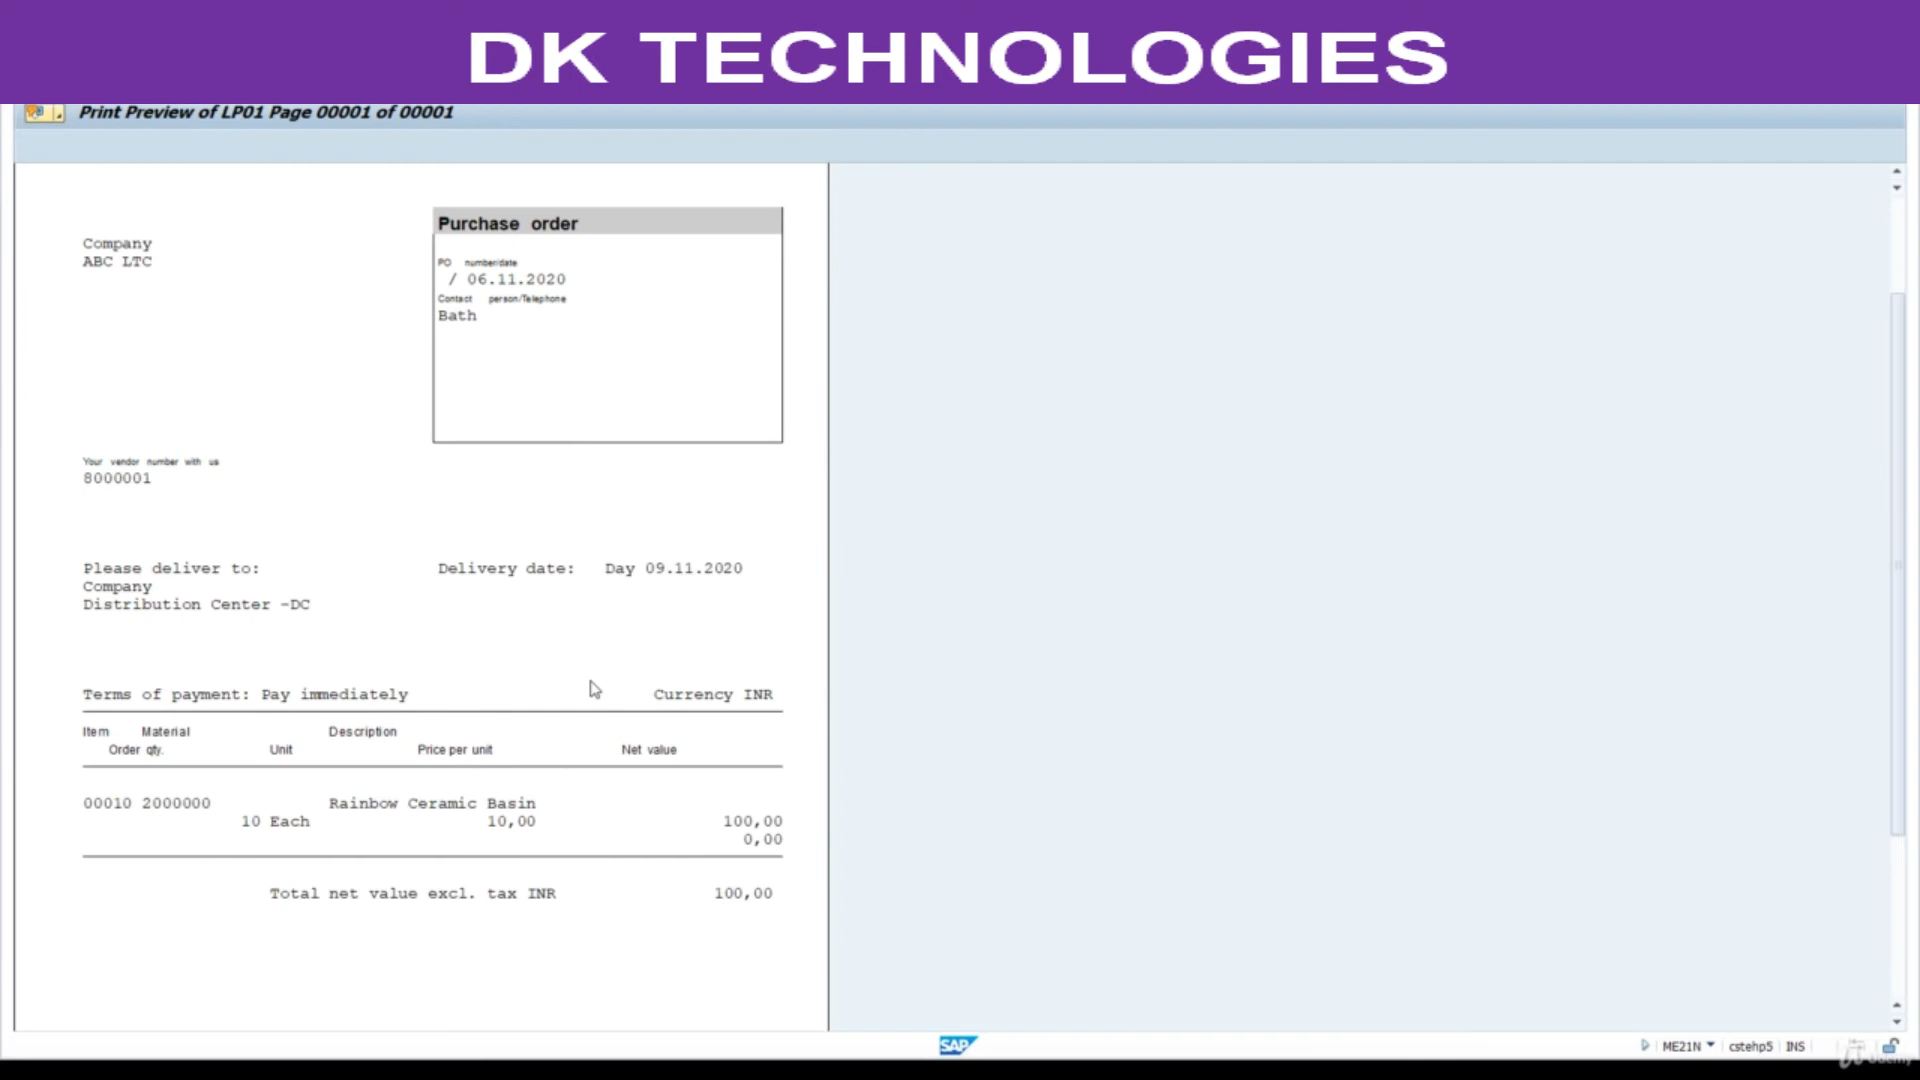 DK TECHNOLOGIES
Print Preview of LP01 Page 00001 of 00001
Purchase order
Company
ABC LTC
PO number/date
/ 06.11.2020
Contact person/Telephone
Bath
Your vendor number with us
8000001
Please deliver to: Delivery date: Day 09.11.2020
Company
Distribution Center -DC
Terms of payment: Pay immediately Currency INR
Item Material Description
Order qty. Unit Price per unit Net value
00010 2000000 Rainbow Ceramic Basin
10 Each 10,00 100,00
0,00
Total net value excl. tax INR 100,00
SAP
ME21N cstehp5 INS
Udemy